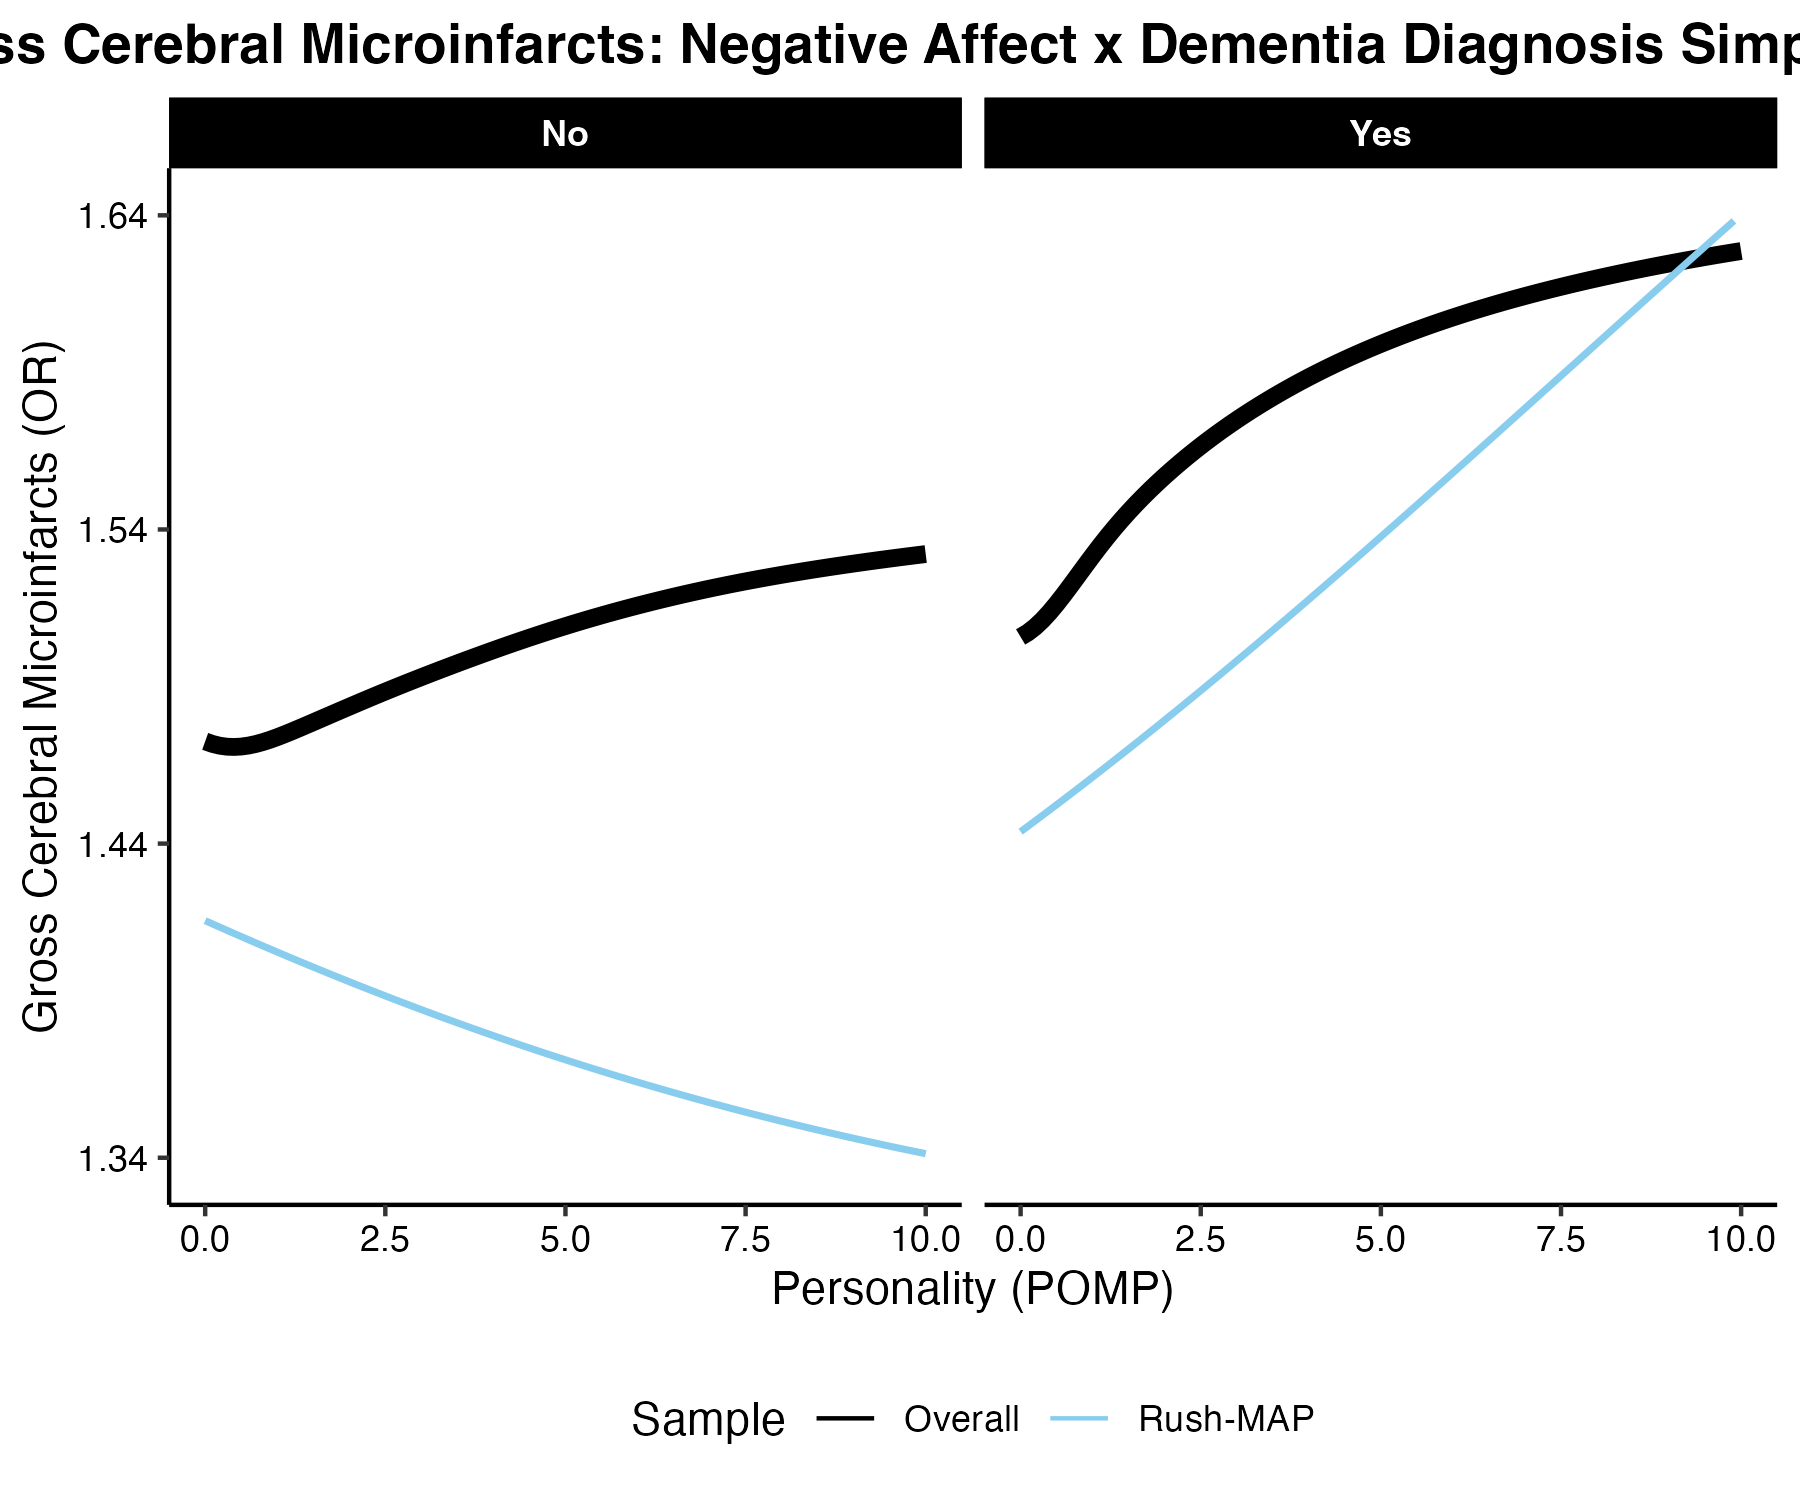 ss Cerebral Microinfarcts: Negative Affect x Dementia Diagnosis Simp
No
Yes
Gross Cerebral Microinfarcts (OR)
1.64
1.54
1.44
1.34
0.0 2.5 5.0 7.5 10.0 0.0 2.5 5.0 7.5 10.0
Personality (POMP)
Sample Overall Rush-MAP